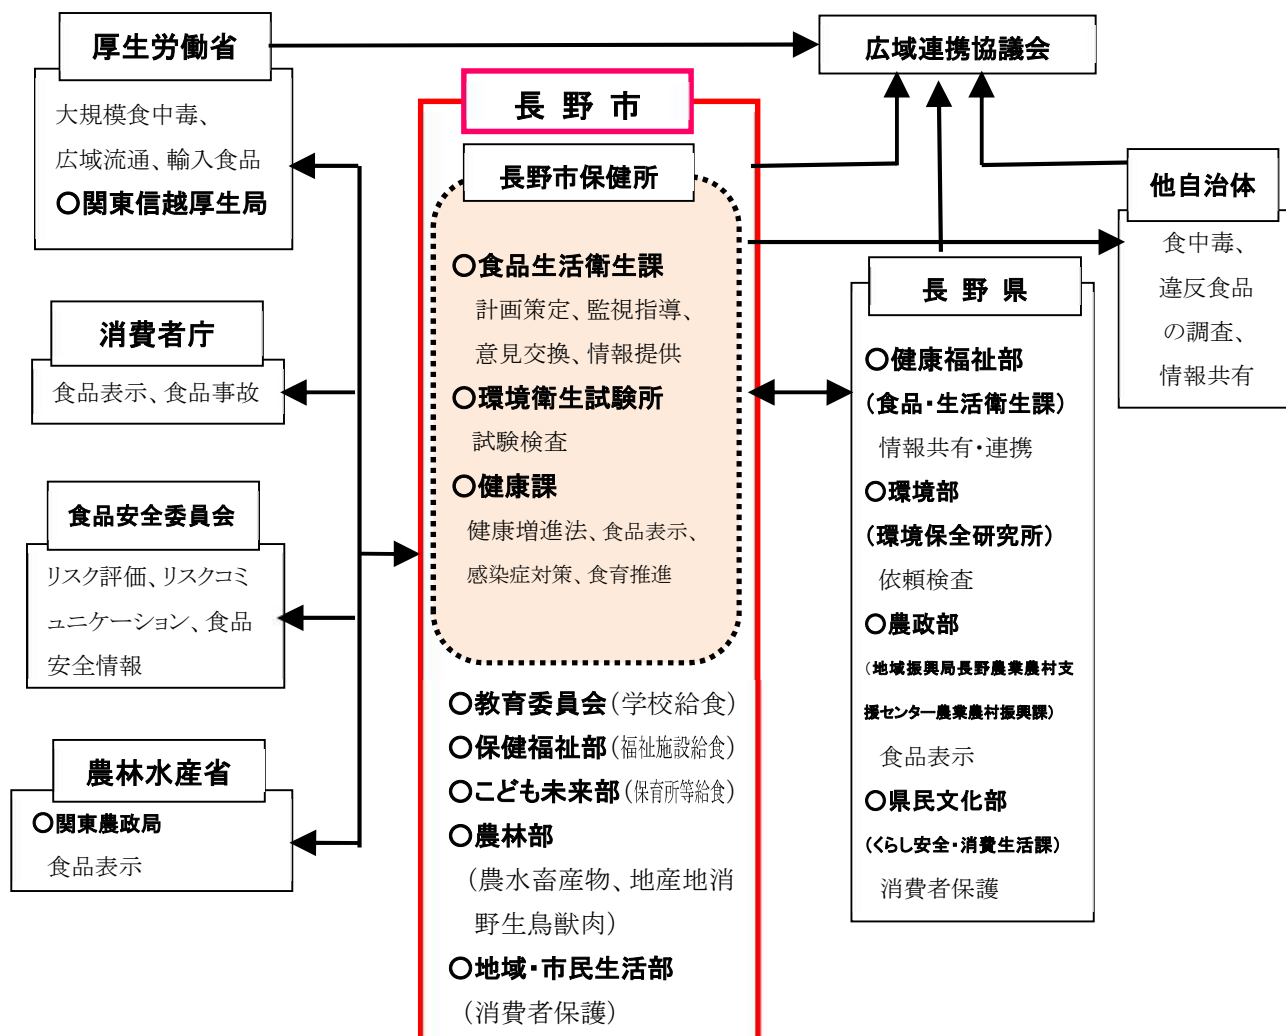 厚生労働省
大規模食中毒、
広域流通、輸入食品
○関東信越厚生局
消費者庁
食品表示、食品事故
食品安全委員会
リスク評価、リスクコミ
ュニケーション、食品
安全情報
農林水産省
○関東農政局
食品表示
長 野 市
長野市保健所
○食品生活衛生課
計画策定、監視指導、
意見交換、情報提供
○環境衛生試験所
試験検査
○健康課
健康増進法、食品表示、
感染症対策、食育推進
○教育委員会(学校給食)
○保健福祉部(福祉施設給食)
○こども未来部(保育所等給食)
○農林部
(農水畜産物、地産地消
野生鳥獣肉)
○地域・市民生活部
(消費者保護)
広域連携協議会
長 野 県
○健康福祉部
(食品・生活衛生課)
情報共有・連携
○環境部
(環境保全研究所)
依頼検査
○農政部
(地域振興局長野農業農村支
援センター農業農村振興課)
食品表示
○県民文化部
(くらし安全・消費生活課)
消費者保護
他自治体
食中毒、
違反食品
の調査、
情報共有